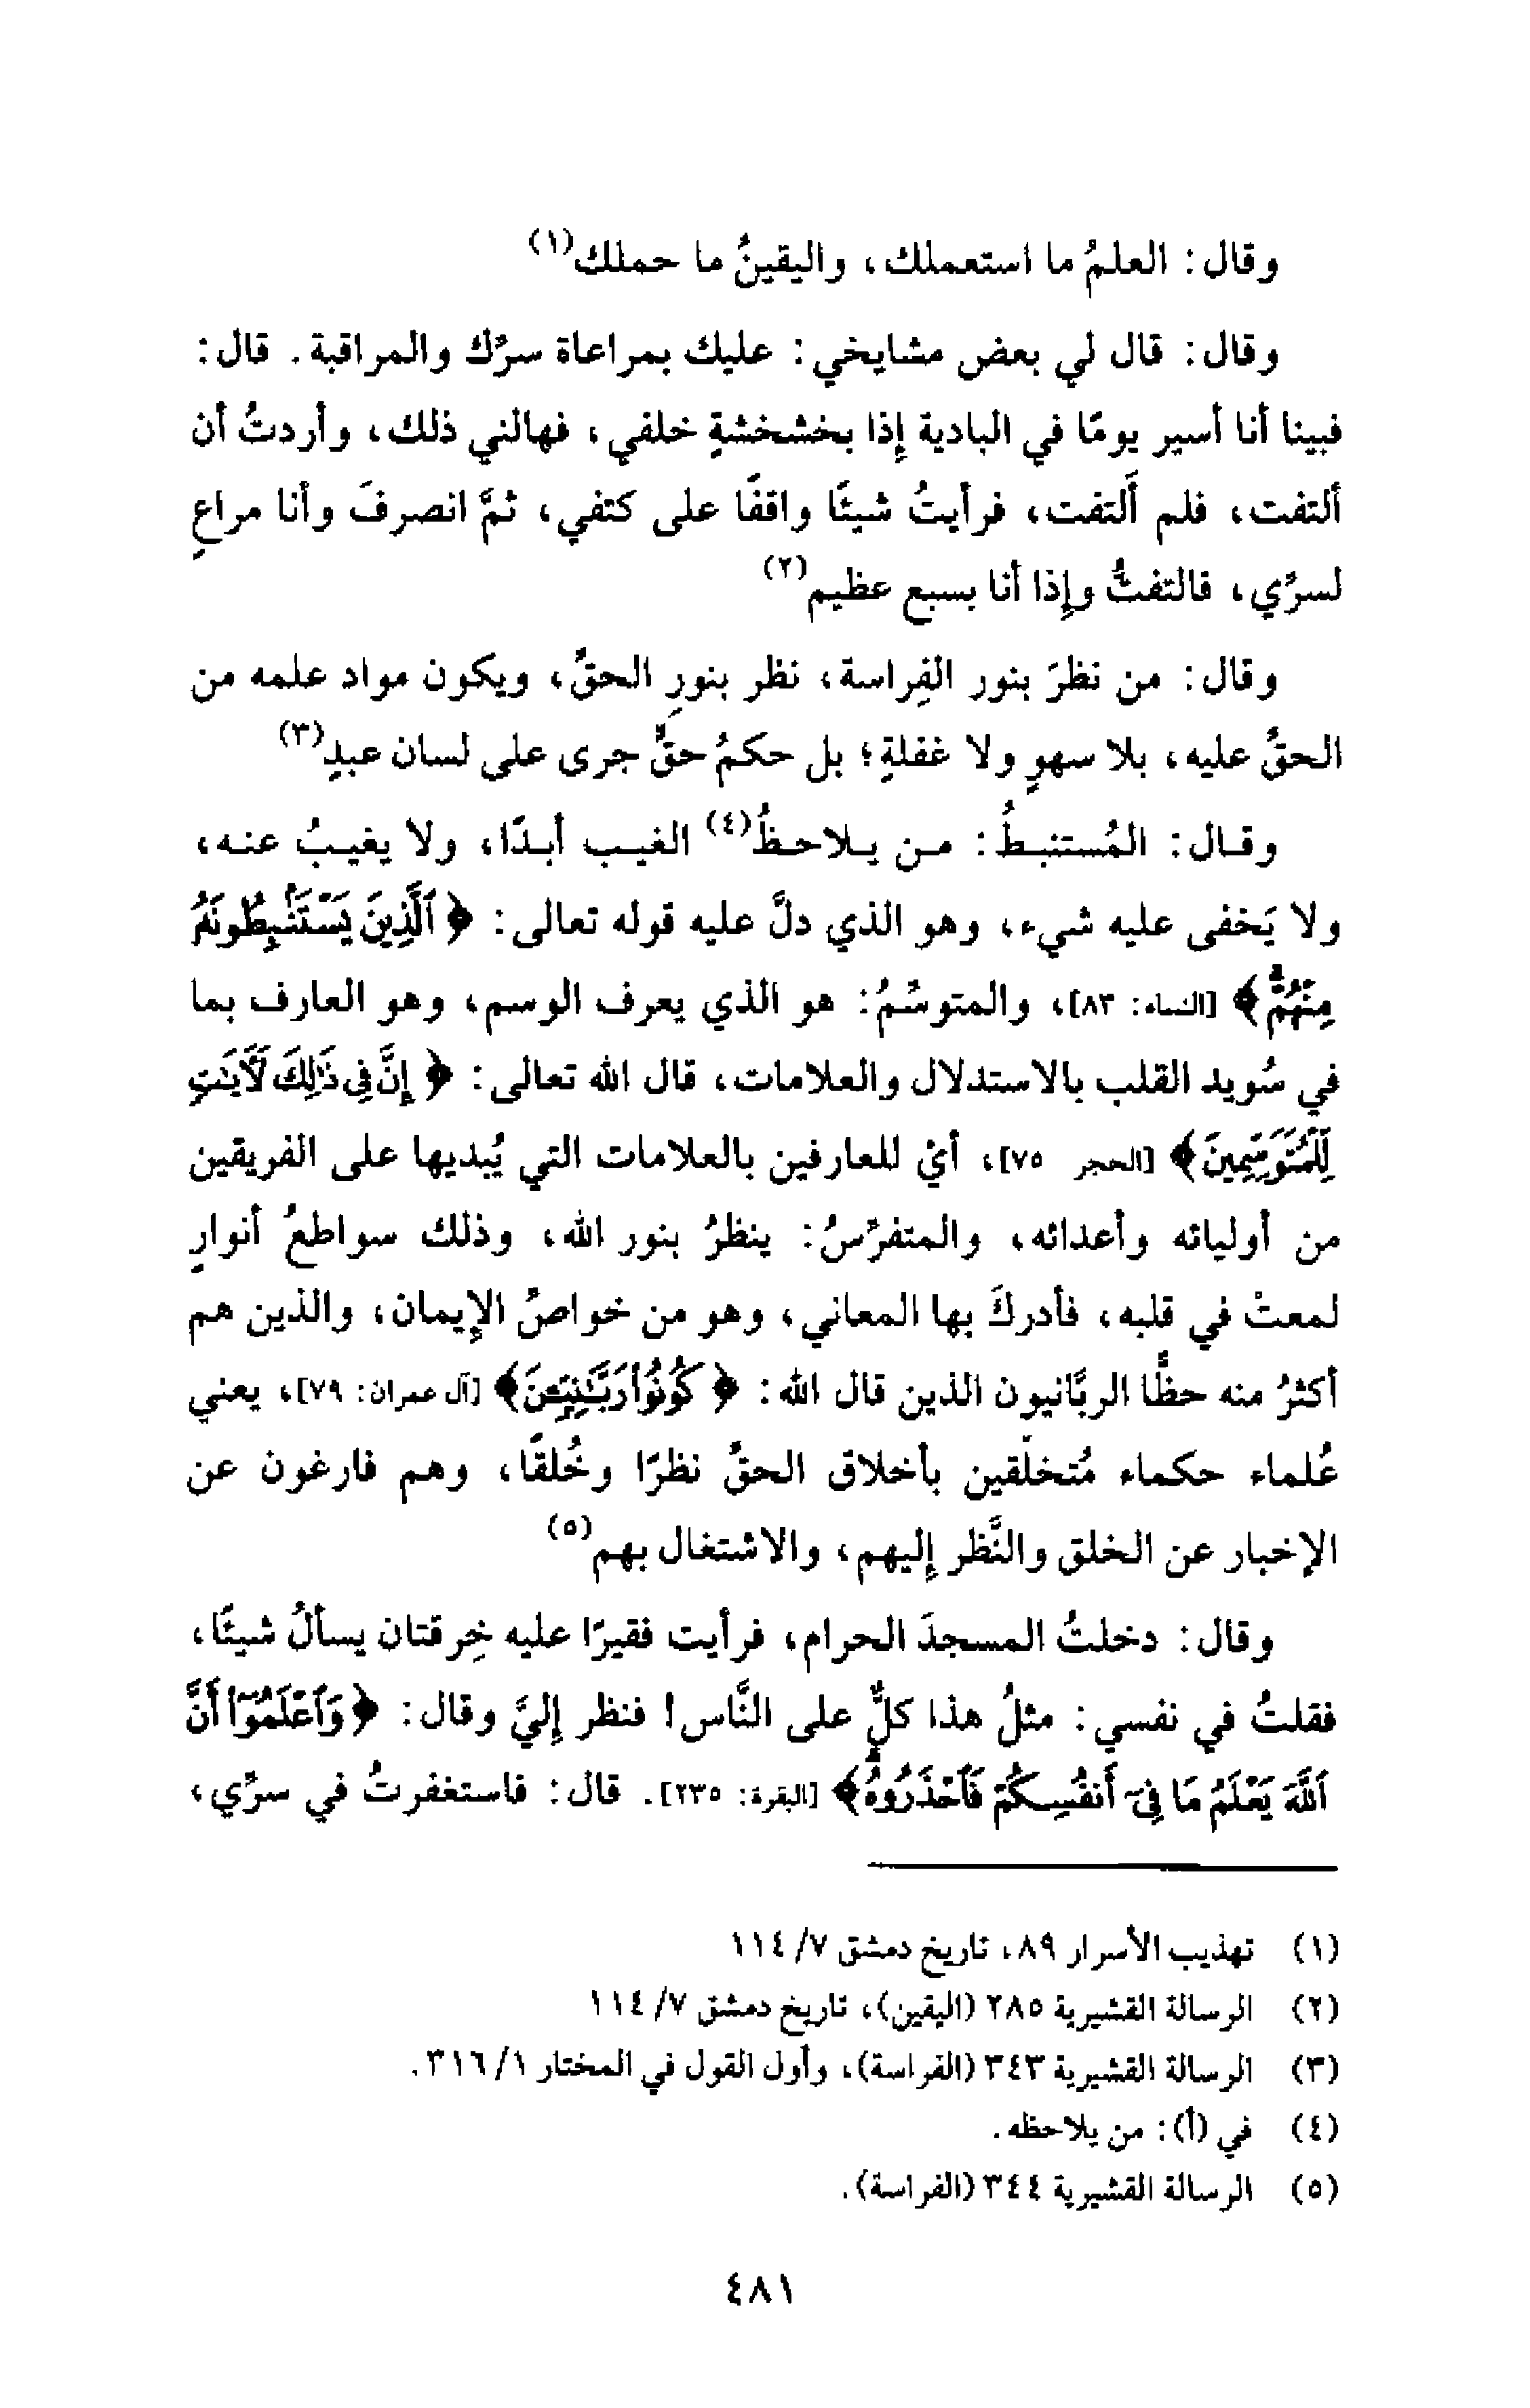 وقال: العلمُ ما استعملك، واليقينُ ما حملك(١)
وقال: قال لي بعض مشايخي: عليك بمراعاة سرِّك والمراقبة. قال:
فبينا أنا أسير يومًا في البادية إذا بخشخشةٍ خلفي، فهالني ذلك، وأردتُ أن
ألتفت، فلم ألتفت، فرأيتُ شيئًا واقفًا على كتفي، ثمَّ انصرفَ وأنا مراعٍ
لسرِّي، فالتفتُّ وإذا أنا بسبع عظيم(٢)
وقال: من نظرَ بنور الفِراسة، نظر بنورِ الحقِّ، ويكون مواد علمه من
الحقِّ عليه، بلا سهوٍ ولا غفلةٍ؛ بل حكمُ حقٍّ جرى على لسان عبدٍ(٣)
وقال: المُستنبطُ: من يلاحظُ(٤) الغيب أبدًا، ولا يغيبُ عنه،
ولا يَخفى عليه شيء، وهو الذي دلَّ عليه قوله تعالى: ﴿ ٱلَّذِينَ يَسْتَنۢبِطُونَهُۥ
مِنْهُمْ ۗ﴾ [النساء: ٨٣]، والمتوسِّمُ: هو الذي يعرف الوسم، وهو العارف بما
في سُويد القلب بالاستدلال والعلامات، قال الله تعالى: ﴿ إِنَّ فِى ذَٰلِكَ لَـَٔايَٰتٍ
لِّلْمُتَوَسِّمِينَ﴾ [الحجر ٧٥]، أيْ للعارفين بالعلامات التي يُبديها على الفريقين
من أوليائه وأعدائه، والمتفرِّسُ: ينظرُ بنور الله، وذلك سواطعُ أنوارٍ
لمعتْ في قلبه، فأدركَ بها المعاني، وهو من خواصِّ الإيمان، والذين هم
أكثرُ منه حظًّا الربَّانيون الذين قال الله: ﴿ كُونُوا۟ رَبَّـٰنِيِّـۧنَ﴾ [آل عمران: ٧٩]، يعني
عُلماء حكماء مُتخلِّقين بأخلاق الحقِّ نظرًا وخُلقًا، وهم فارغون عن
الإخبار عن الخلق والنَّظر إليهم، والاشتغال بهم(٥)
وقال: دخلتُ المسجدَ الحرام، فرأيت فقيرًا عليه خِرقتان يسألُ شيئًا،
فقلتُ في نفسي: مثلُ هذا كلٌّ على النَّاس! فنظر إليَّ وقال: ﴿وَٱعْلَمُوٓا۟ أَنَّ
ٱللَّهَ يَعْلَمُ مَا فِىٓ أَنفُسِكُمْ فَٱحْذَرُوهُ ۚ﴾ [البقرة: ٢٣٥]. قال: فاستغفرتُ في سرِّي،
(١) تهذيب الأسرار ٨٩، تاريخ دمشق ٧/ ١١٤
(٢) الرسالة القشيرية ٢٨٥ (اليقين)، تاريخ دمشق ٧/ ١١٤
(٣) الرسالة القشيرية ٣٤٣ (الفراسة)، وأول القول في المختار ١/ ٣١٦.
(٤) في (أ): من يلاحظه.
(٥) الرسالة القشيرية ٣٤٤ (الفراسة).
٤٨١